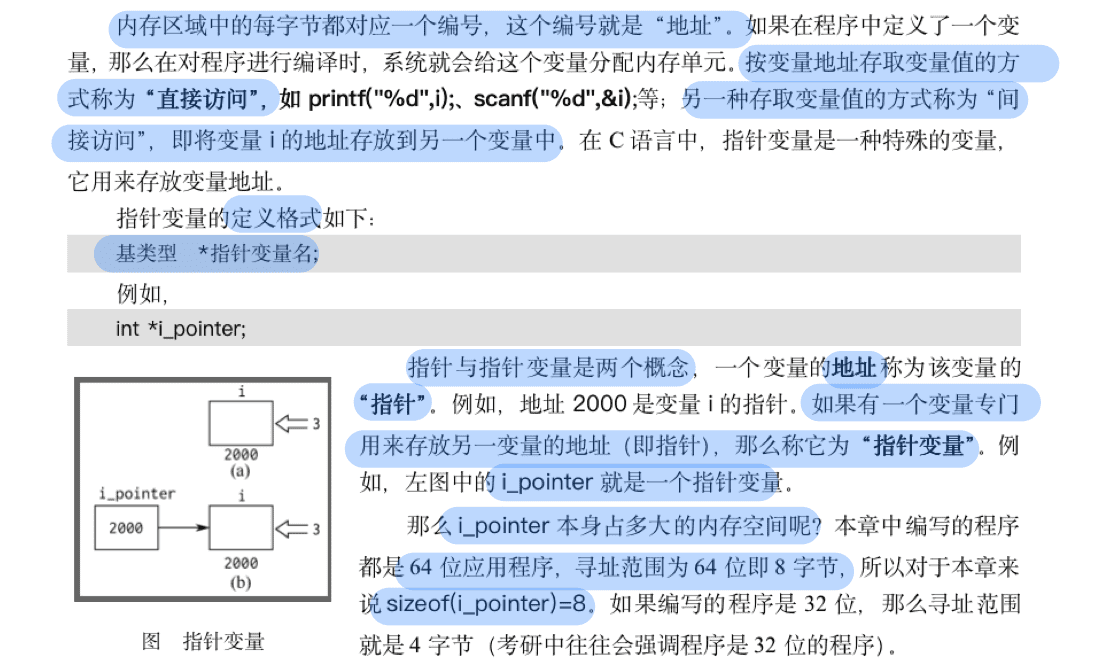 内存区域中的每字节都对应一个编号，这个编号就是“地址”。如果在程序中定义了一个变
量，那么在对程序进行编译时，系统就会给这个变量分配内存单元。按变量地址存取变量值的方
式称为“直接访问”，如 printf("%d",i);、scanf("%d",&i);等；另一种存取变量值的方式称为“间
接访问”，即将变量 i 的地址存放到另一个变量中。在 C 语言中，指针变量是一种特殊的变量，
它用来存放变量地址。
指针变量的定义格式如下：
基类型 *指针变量名;
例如，
int *i_pointer;
指针与指针变量是两个概念，一个变量的地址称为该变量的
“指针”。例如，地址 2000 是变量 i 的指针。如果有一个变量专门
用来存放另一变量的地址（即指针），那么称它为“指针变量”。例
如，左图中的 i_pointer 就是一个指针变量。
那么 i_pointer 本身占多大的内存空间呢？本章中编写的程序
都是 64 位应用程序，寻址范围为 64 位即 8 字节，所以对于本章来
说 sizeof(i_pointer)=8。如果编写的程序是 32 位，那么寻址范围
就是 4 字节（考研中往往会强调程序是 32 位的程序）。
i
3
2000
(a)
i_pointer
i
2000
3
2000
(b)
图 指针变量